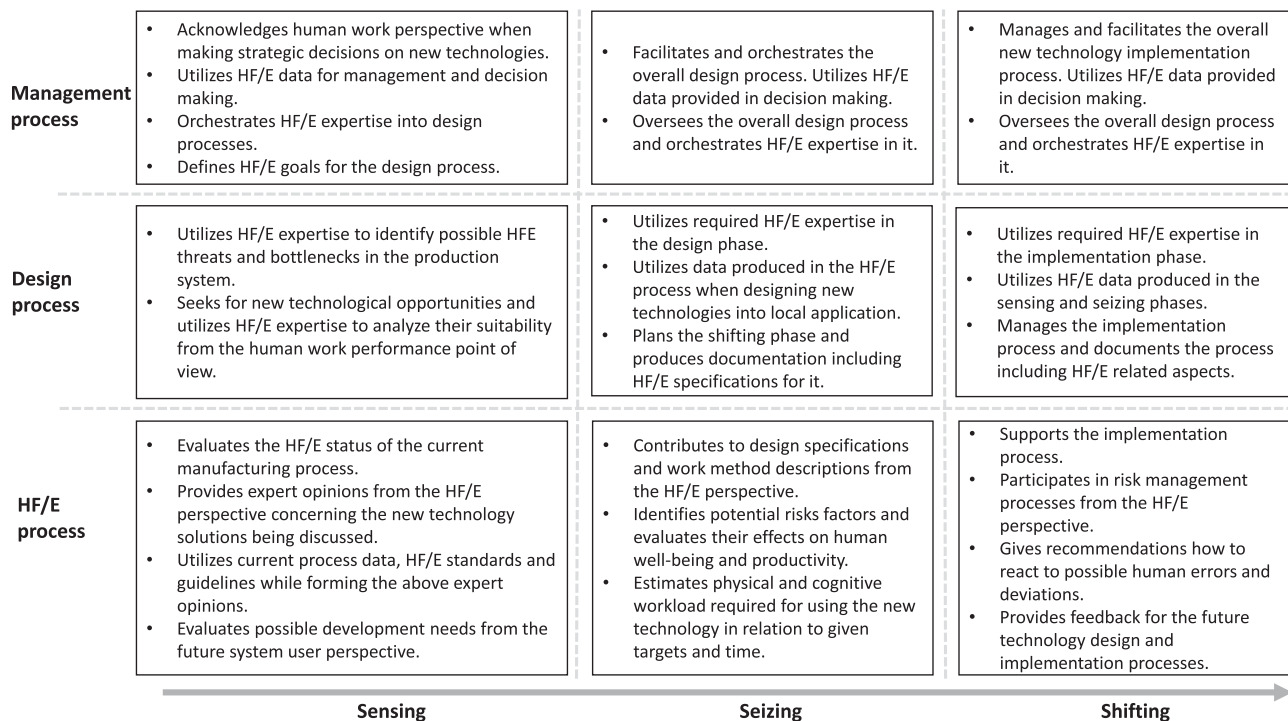 Management
process
• Acknowledges human work perspective when
making strategic decisions on new technologies.
• Utilizes HF/E data for management and decision
making.
• Orchestrates HF/E expertise into design
processes.
• Defines HF/E goals for the design process.
• Facilitates and orchestrates the
overall design process. Utilizes HF/E
data provided in decision making.
• Oversees the overall design process
and orchestrates HF/E expertise in it.
• Manages and facilitates the overall
new technology implementation
process. Utilizes HF/E data provided
in decision making.
• Oversees the overall design process
and orchestrates HF/E expertise in
it.
Design
process
• Utilizes HF/E expertise to identify possible HFE
threats and bottlenecks in the production
system.
• Seeks for new technological opportunities and
utilizes HF/E expertise to analyze their suitability
from the human work performance point of
view.
• Utilizes required HF/E expertise in
the design phase.
• Utilizes data produced in the HF/E
process when designing new
technologies into local application.
• Plans the shifting phase and
produces documentation including
HF/E specifications for it.
• Utilizes required HF/E expertise in
the implementation phase.
• Utilizes HF/E data produced in the
sensing and seizing phases.
• Manages the implementation
process and documents the process
including HF/E related aspects.
HF/E
process
• Evaluates the HF/E status of the current
manufacturing process.
• Provides expert opinions from the HF/E
perspective concerning the new technology
solutions being discussed.
• Utilizes current process data, HF/E standards and
guidelines while forming the above expert
opinions.
• Evaluates possible development needs from the
future system user perspective.
• Contributes to design specifications
and work method descriptions from
the HF/E perspective.
• Identifies potential risks factors and
evaluates their effects on human
well-being and productivity.
• Estimates physical and cognitive
workload required for using the new
technology in relation to given
targets and time.
• Supports the implementation
process.
• Participates in risk management
processes from the HF/E
perspective.
• Gives recommendations how to
react to possible human errors and
deviations.
• Provides feedback for the future
technology design and
implementation processes.
Sensing
Seizing
Shifting